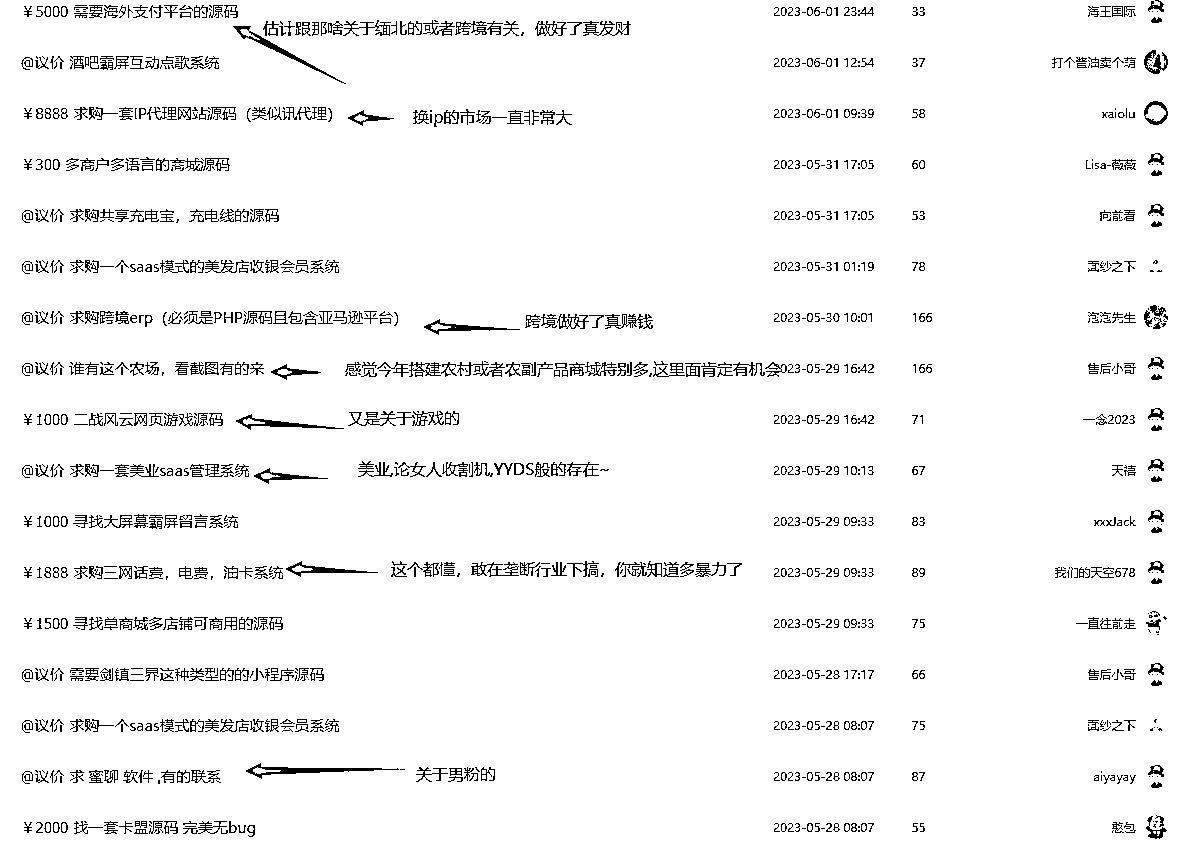 ￥5000 需要海外支付平台的源码 2023-06-01 23:44 33 海王国际
估计跟那啥关于缅北的或者跨境有关，做好了真发财
@议价 酒吧霸屏互动点歌系统 2023-06-01 12:54 37 打个酱油卖个萌
￥8888 求购一套IP代理网站源码（类似讯代理） 换ip的市场一直非常大 2023-06-01 09:39 58 xaiolu
￥300 多商户多语言的商城源码 2023-05-31 17:05 60 Lisa-薇薇
@议价 求购共享充电宝，充电线的源码 2023-05-31 17:05 53 向前看
@议价 求购一个saas模式的美发店收银会员系统 2023-05-31 01:19 78 面纱之下
@议价 求购跨境erp（必须是PHP源码且包含亚马逊平台） 跨境做好了真赚钱 2023-05-30 10:01 166 泡泡先生
@议价 谁有这个农场，看截图有的来 感觉今年搭建农村或者农副产品商城特别多,这里面肯定有机会 2023-05-29 16:42 166 售后小哥
￥1000 二战风云网页游戏源码 又是关于游戏的 2023-05-29 16:42 71 一念2023
@议价 求购一套美业saas管理系统 美业,论女人收割机,YYDS般的存在~ 2023-05-29 10:13 67 天禧
￥1000 寻找大屏幕霸屏留言系统 2023-05-29 09:33 83 xxxJack
￥1888 求购三网话费，电费，油卡系统 这个都懂，敢在垄断行业下搞，你就知道多暴力了 2023-05-29 09:33 89 我们的天空678
￥1500 寻找单商城多店铺可商用的源码 2023-05-29 09:33 75 一直往前走
@议价 需要剑镇三界这种类型的的小程序源码 2023-05-28 17:17 66 售后小哥
@议价 求购一个saas模式的美发店收银会员系统 2023-05-28 08:07 75 面纱之下
@议价 求 蜜聊 软件 ,有的联系 关于男粉的 2023-05-28 08:07 87 aiyayay
￥2000 找一套卡盟源码 完美无bug 2023-05-28 08:07 55 憨包